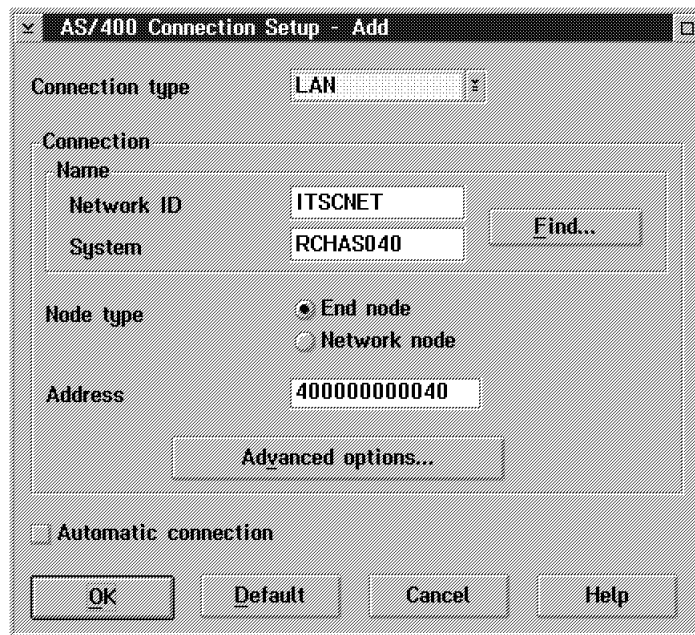 AS/400 Connection Setup - Add
Connection type LAN
Connection
Name
Network ID ITSCNET
System RCHAS040
Find...
Node type
End node
Network node
Address 400000000040
Advanced options...
Automatic connection
OK Default Cancel Help